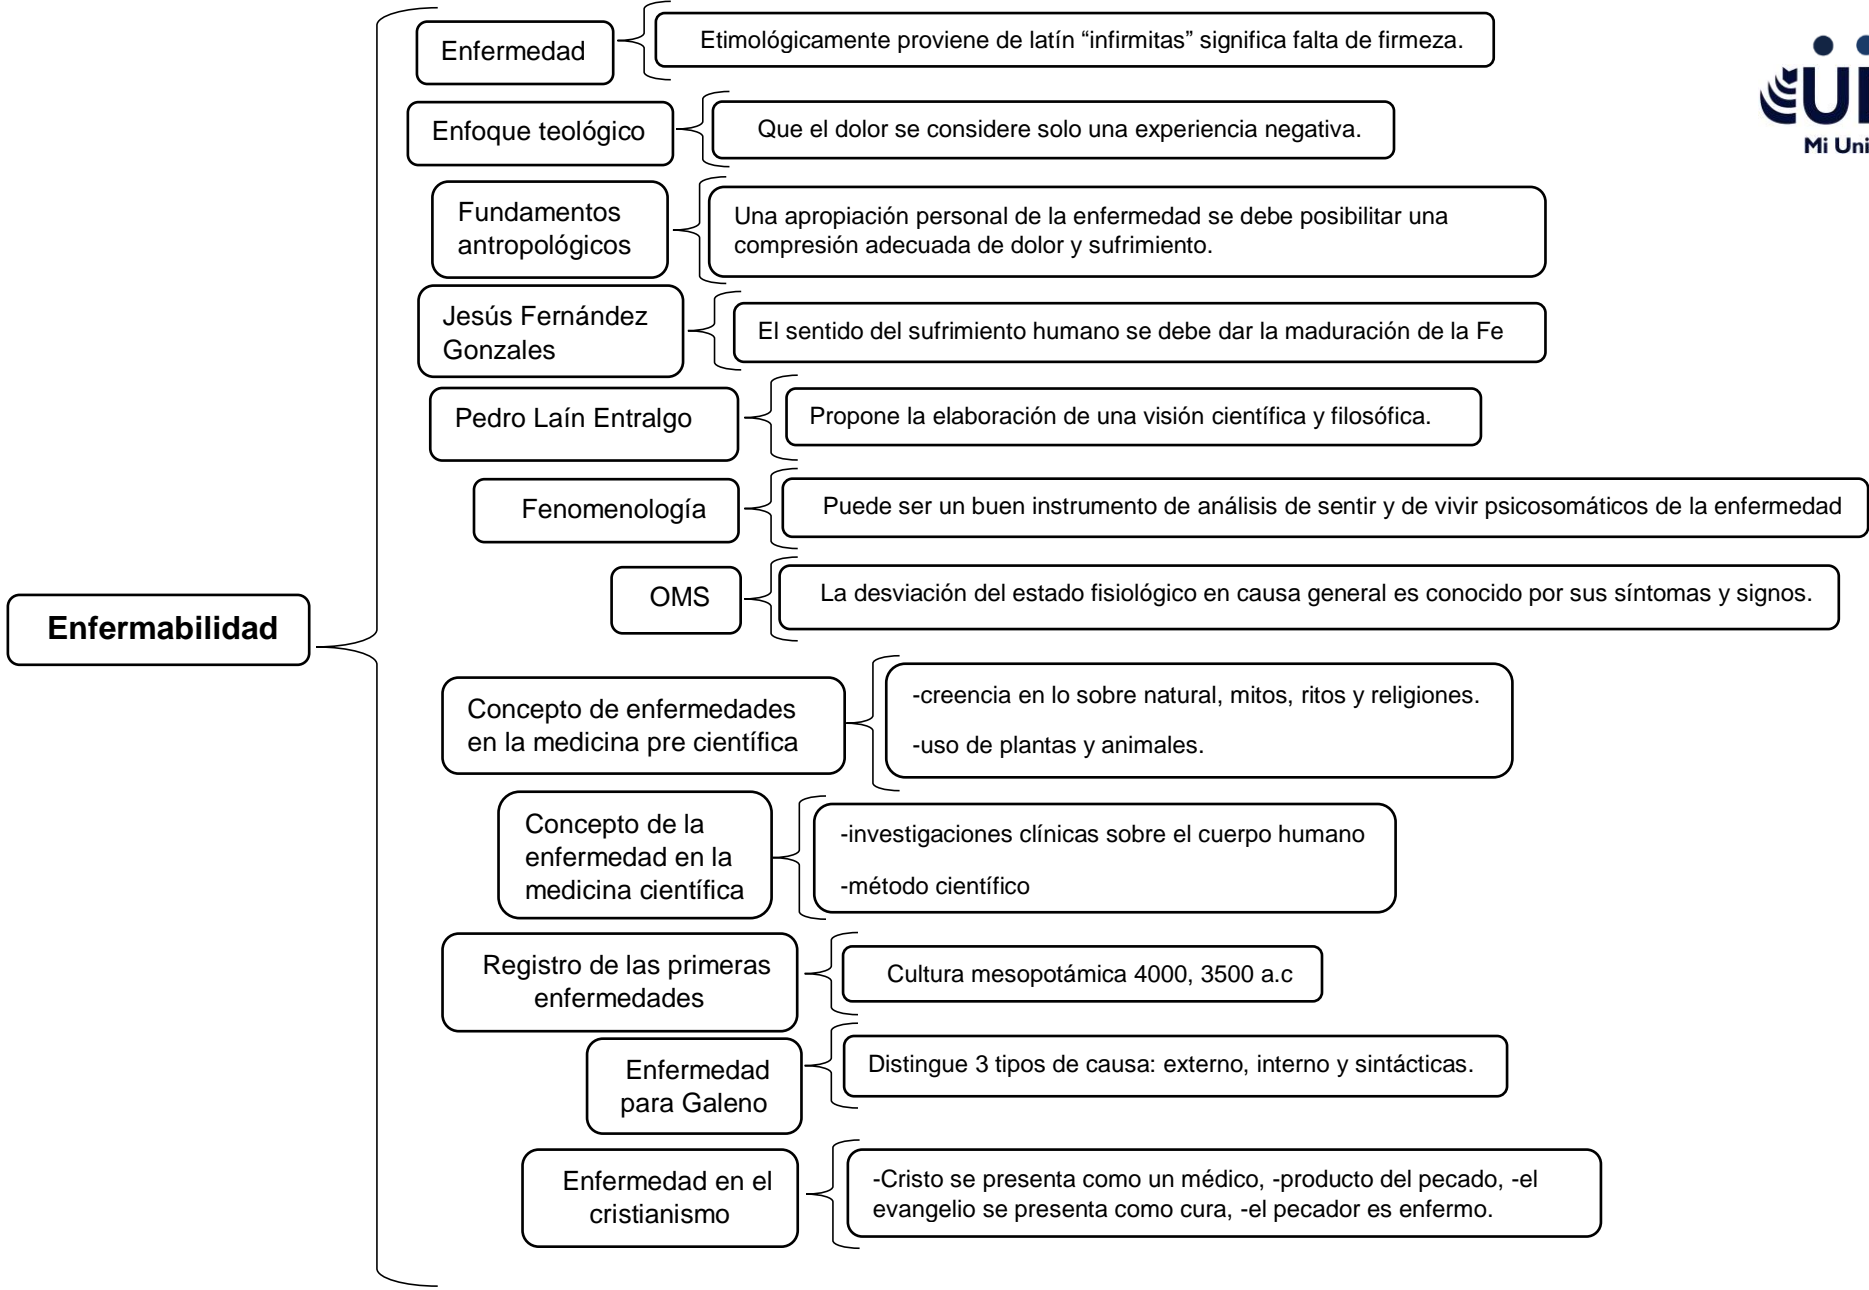 Enfermedad
Etimológicamente proviene de latín “infirmitas” significa falta de firmeza.
Enfoque teológico
Que el dolor se considere solo una experiencia negativa.
Fundamentos
antropológicos
Una apropiación personal de la enfermedad se debe posibilitar una
compresión adecuada de dolor y sufrimiento.
Jesús Fernández
Gonzales
El sentido del sufrimiento humano se debe dar la maduración de la Fe
Pedro Laín Entralgo
Propone la elaboración de una visión científica y filosófica.
Fenomenología
Puede ser un buen instrumento de análisis de sentir y de vivir psicosomáticos de la enfermedad
OMS
La desviación del estado fisiológico en causa general es conocido por sus síntomas y signos.
Enfermabilidad
Concepto de enfermedades
en la medicina pre científica
-creencia en lo sobre natural, mitos, ritos y religiones.
-uso de plantas y animales.
Concepto de la
enfermedad en la
medicina científica
-investigaciones clínicas sobre el cuerpo humano
-método científico
Registro de las primeras
enfermedades
Cultura mesopotámica 4000, 3500 a.c
Enfermedad
para Galeno
Distingue 3 tipos de causa: externo, interno y sintácticas.
Enfermedad en el
cristianismo
-Cristo se presenta como un médico, -producto del pecado, -el
evangelio se presenta como cura, -el pecador es enfermo.
Mi Uni